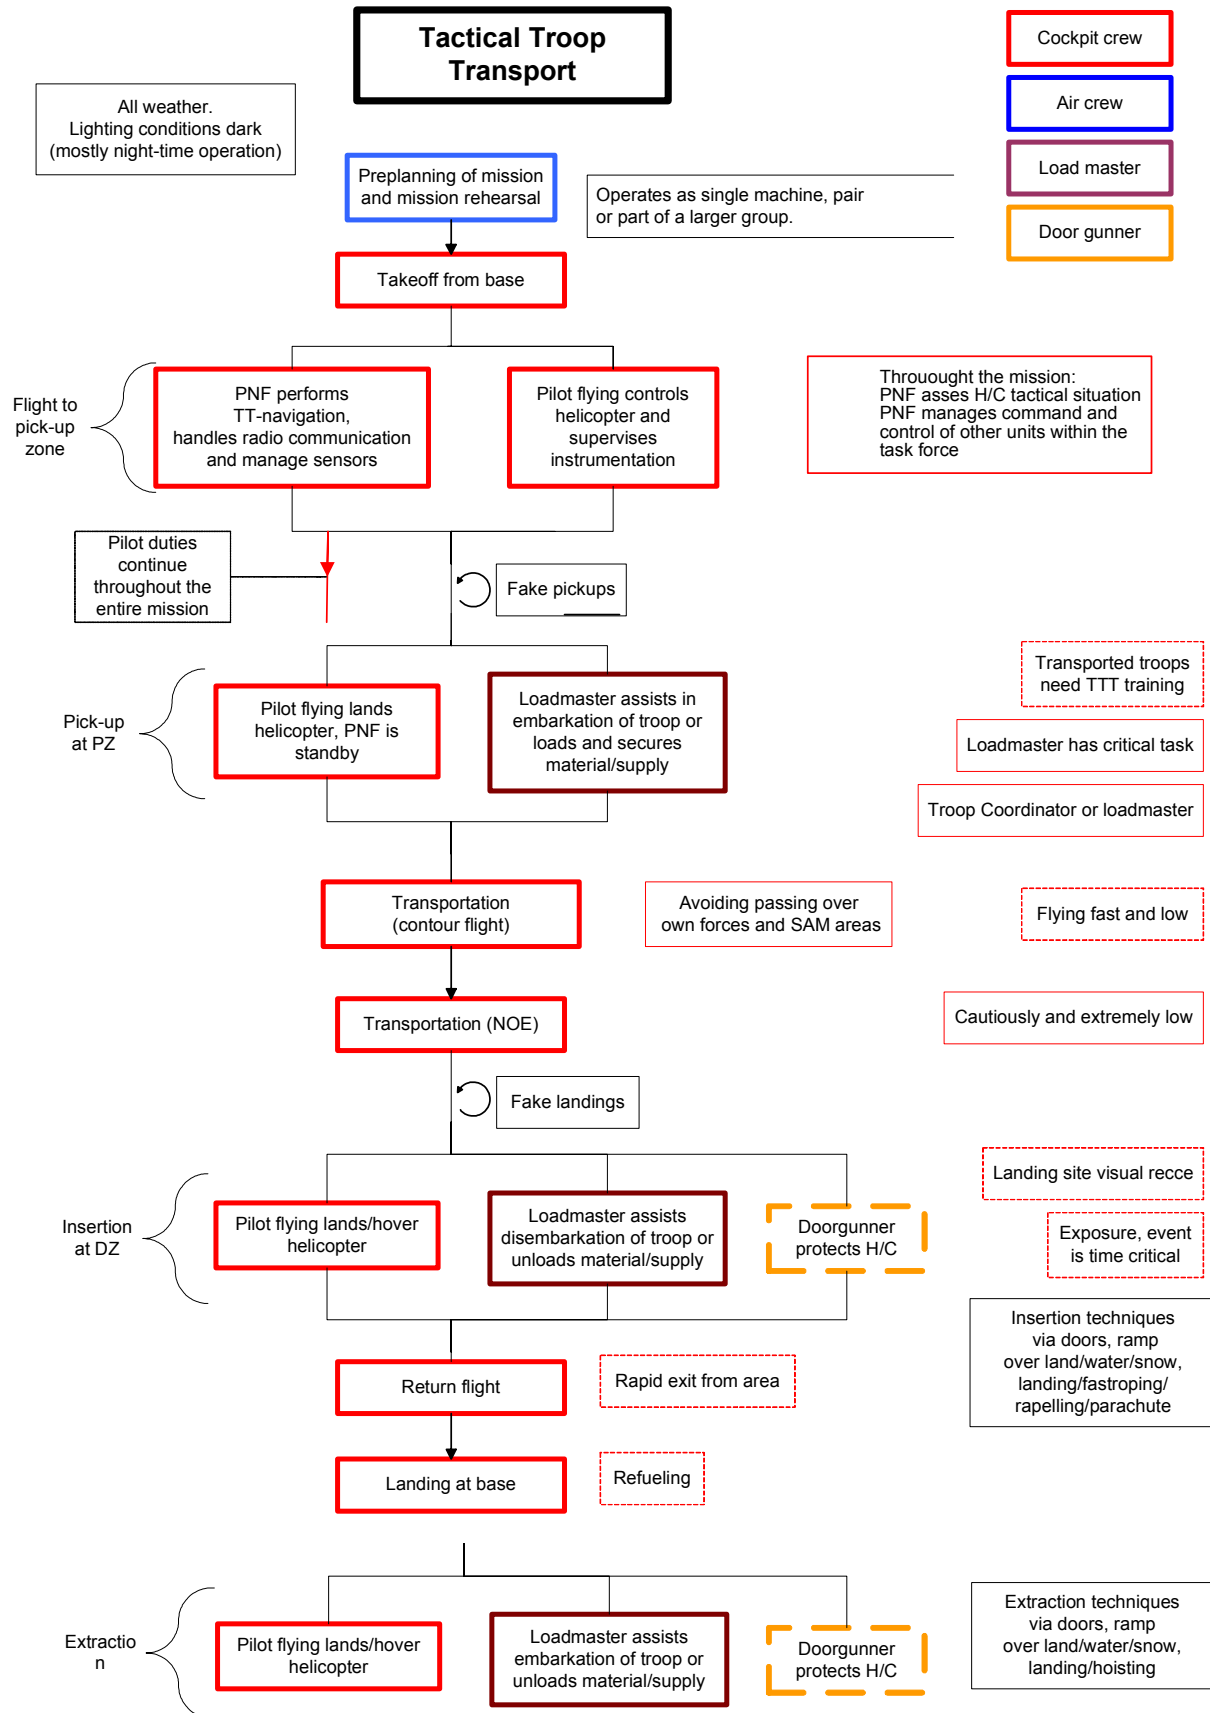 Tactical Troop
Transport
Cockpit crew
Air crew
Load master
Door gunner
All weather.
Lighting conditions dark
(mostly night-time operation)
Preplanning of mission
and mission rehearsal
Operates as single machine, pair
or part of a larger group.
Takeoff from base
Flight to
pick-up
zone
PNF performs
TT-navigation,
handles radio communication
and manage sensors
Pilot flying controls
helicopter and
supervises
instrumentation
Throuought the mission:
PNF asses H/C tactical situation
PNF manages command and
control of other units within the
task force
Pilot duties
continue
throughout the
entire mission
Fake pickups
Pick-up
at PZ
Pilot flying lands
helicopter, PNF is
standby
Loadmaster assists in
embarkation of troop or
loads and secures
material/supply
Transported troops
need TTT training
Loadmaster has critical task
Troop Coordinator or loadmaster
Transportation
(contour flight)
Avoiding passing over
own forces and SAM areas
Flying fast and low
Transportation (NOE)
Cautiously and extremely low
Fake landings
Insertion
at DZ
Pilot flying lands/hover
helicopter
Loadmaster assists
disembarkation of troop or
unloads material/supply
Doorgunner
protects H/C
Landing site visual recce
Exposure, event
is time critical
Insertion techniques
via doors, ramp
over land/water/snow,
landing/fastroping/
rapelling/parachute
Return flight
Rapid exit from area
Landing at base
Refueling
Extractio
n
Pilot flying lands/hover
helicopter
Loadmaster assists
embarkation of troop or
unloads material/supply
Doorgunner
protects H/C
Extraction techniques
via doors, ramp
over land/water/snow,
landing/hoisting